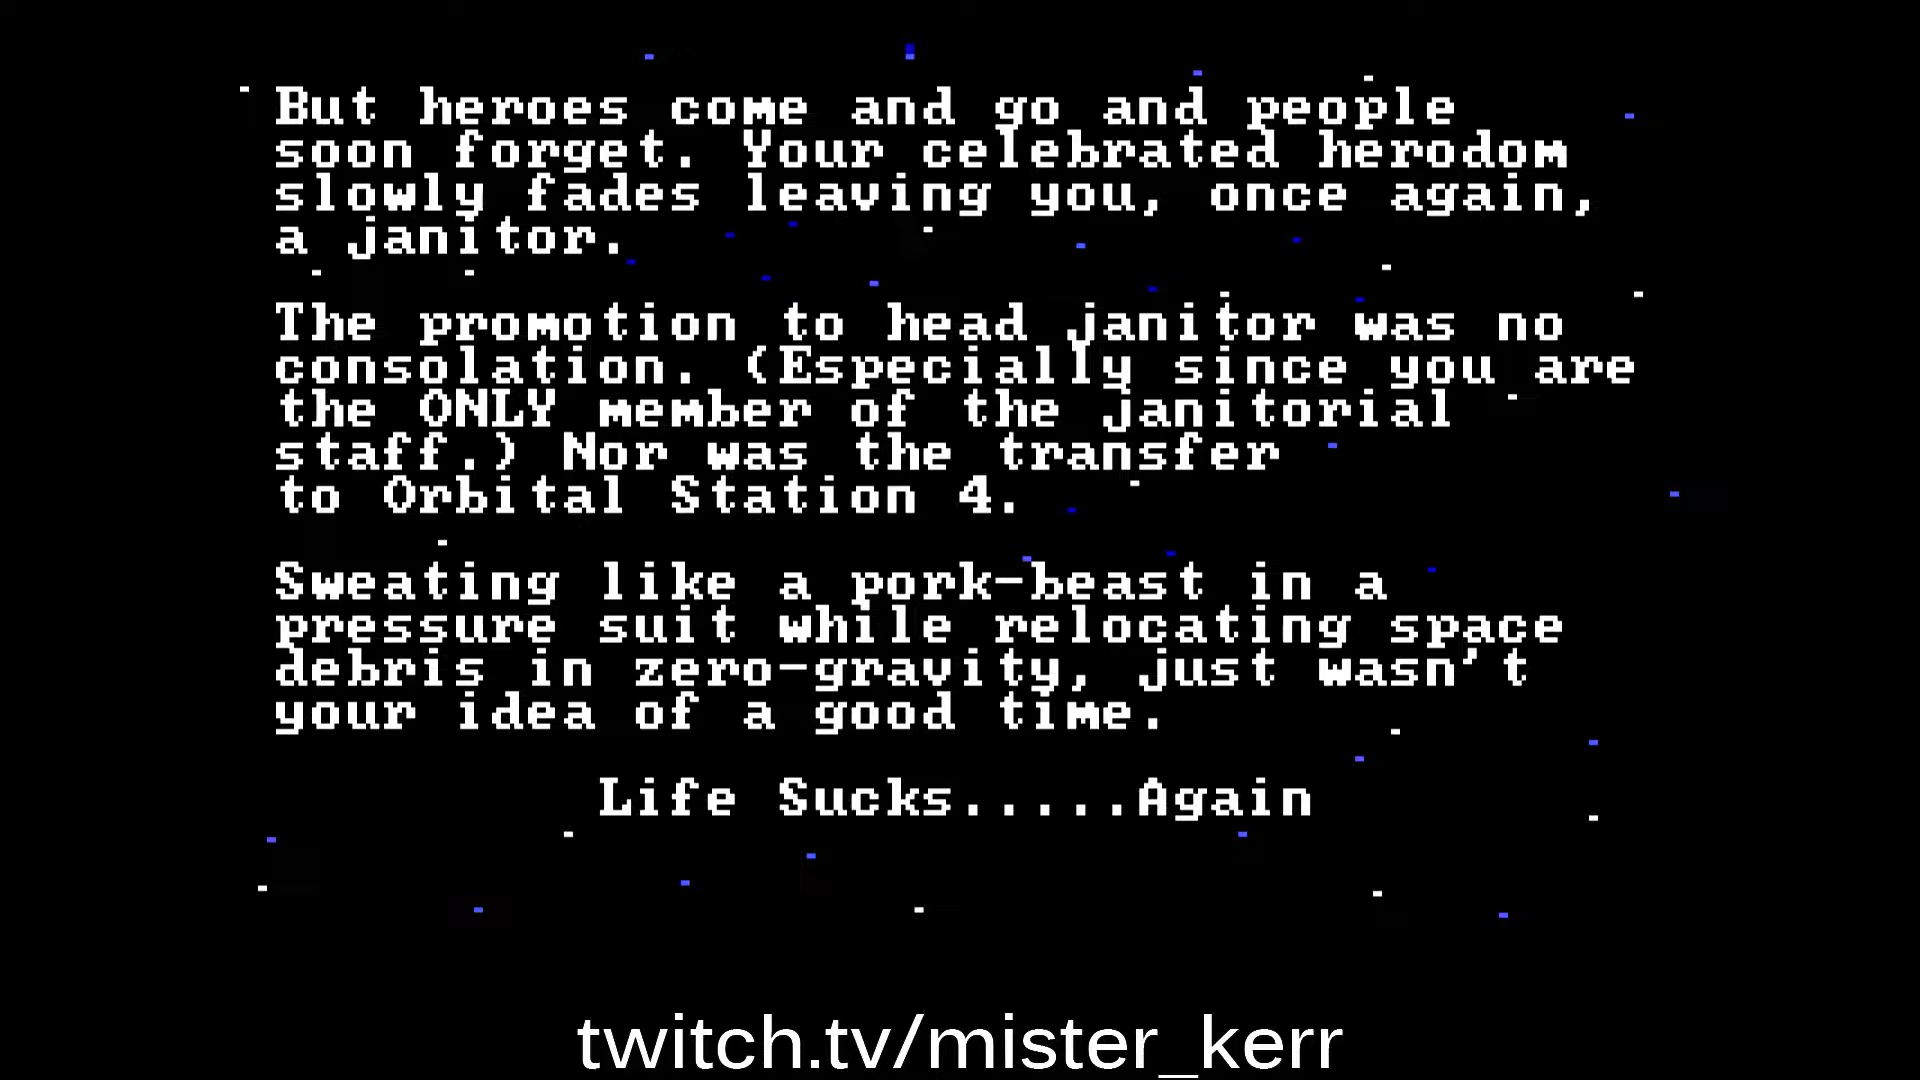 But heroes come and go and people
soon forget. Your celebrated herodom
slowly fades leaving you, once again,
a janitor.
The promotion to head janitor was no
consolation. (Especially since you are
the ONLY member of the janitorial
staff.) Nor was the transfer
to Orbital Station 4.
Sweating like a pork-beast in a
pressure suit while relocating space
debris in zero-gravity, just wasn't
your idea of a good time.
Life Sucks.....Again
twitch.tv/mister_kerr